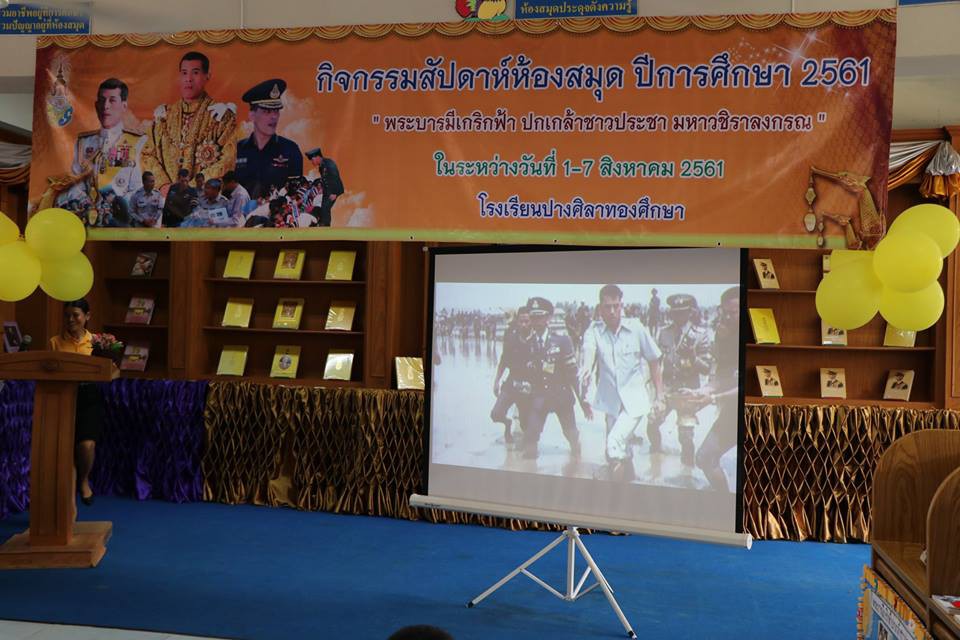 ห้องสมุดประดุจดังความรู้
กิจกรรมสัปดาห์ห้องสมุด ปีการศึกษา 2561
" พระบารมีเกริกฟ้า ปกเกล้าชาวประชา มหาวชิราลงกรณ "
ในระหว่างวันที่ 1-7 สิงหาคม 2561
โรงเรียนปางศิลาทองศึกษา